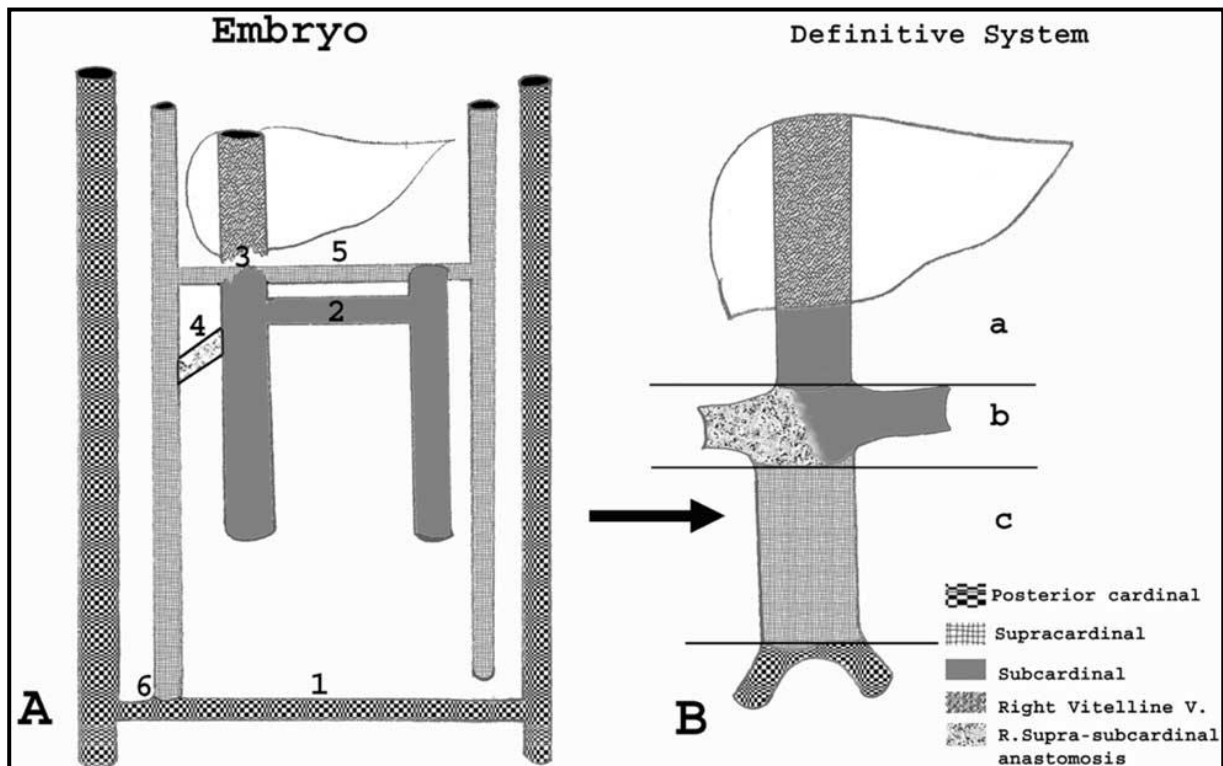 Embryo
Definitive System
3
5
2
4
6
1
A
a
b
c
B
Posterior cardinal
Supracardinal
Subcardinal
Right Vitelline V.
R.Supra-subcardinal
anastomosis